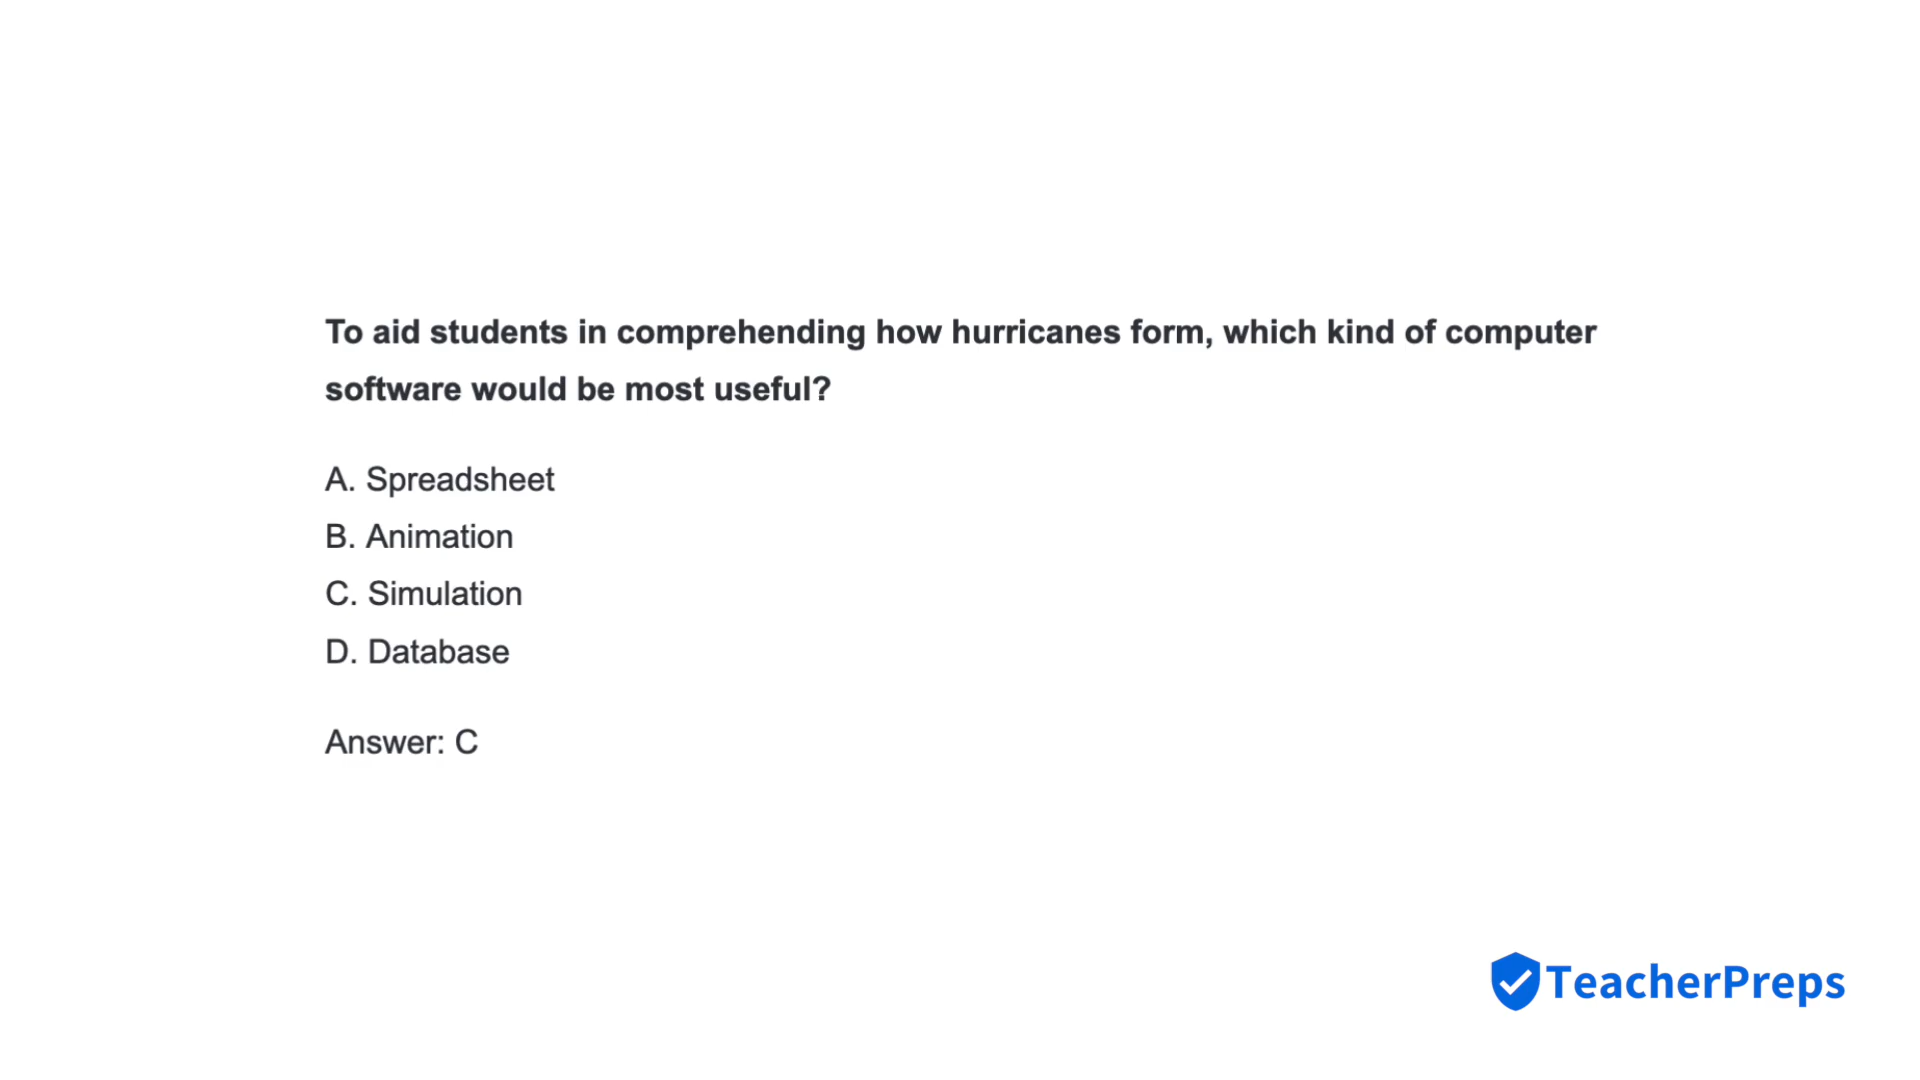 To aid students in comprehending how hurricanes form, which kind of computer
software would be most useful?
A. Spreadsheet
B. Animation
C. Simulation
D. Database
Answer: C
TeacherPreps